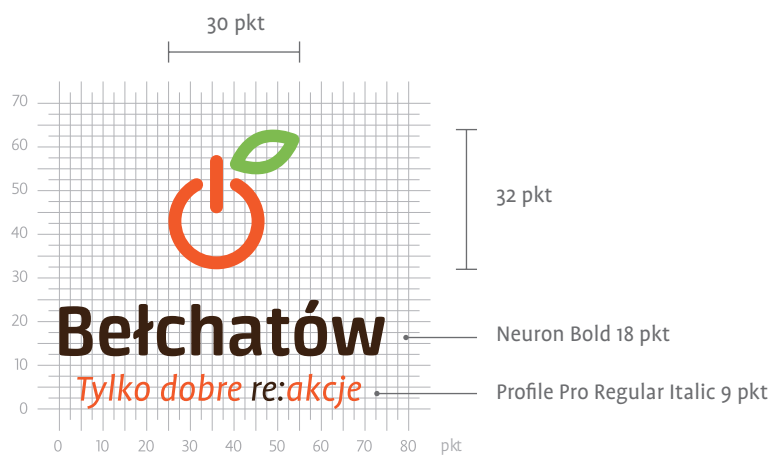 30 pkt
70
60
50
40
30
20
10
0
32 pkt
Bełchatów
Neuron Bold 18 pkt
Tylko dobre re:akcje
Profile Pro Regular Italic 9 pkt
0 10 20 30 40 50 60 70 80 pkt